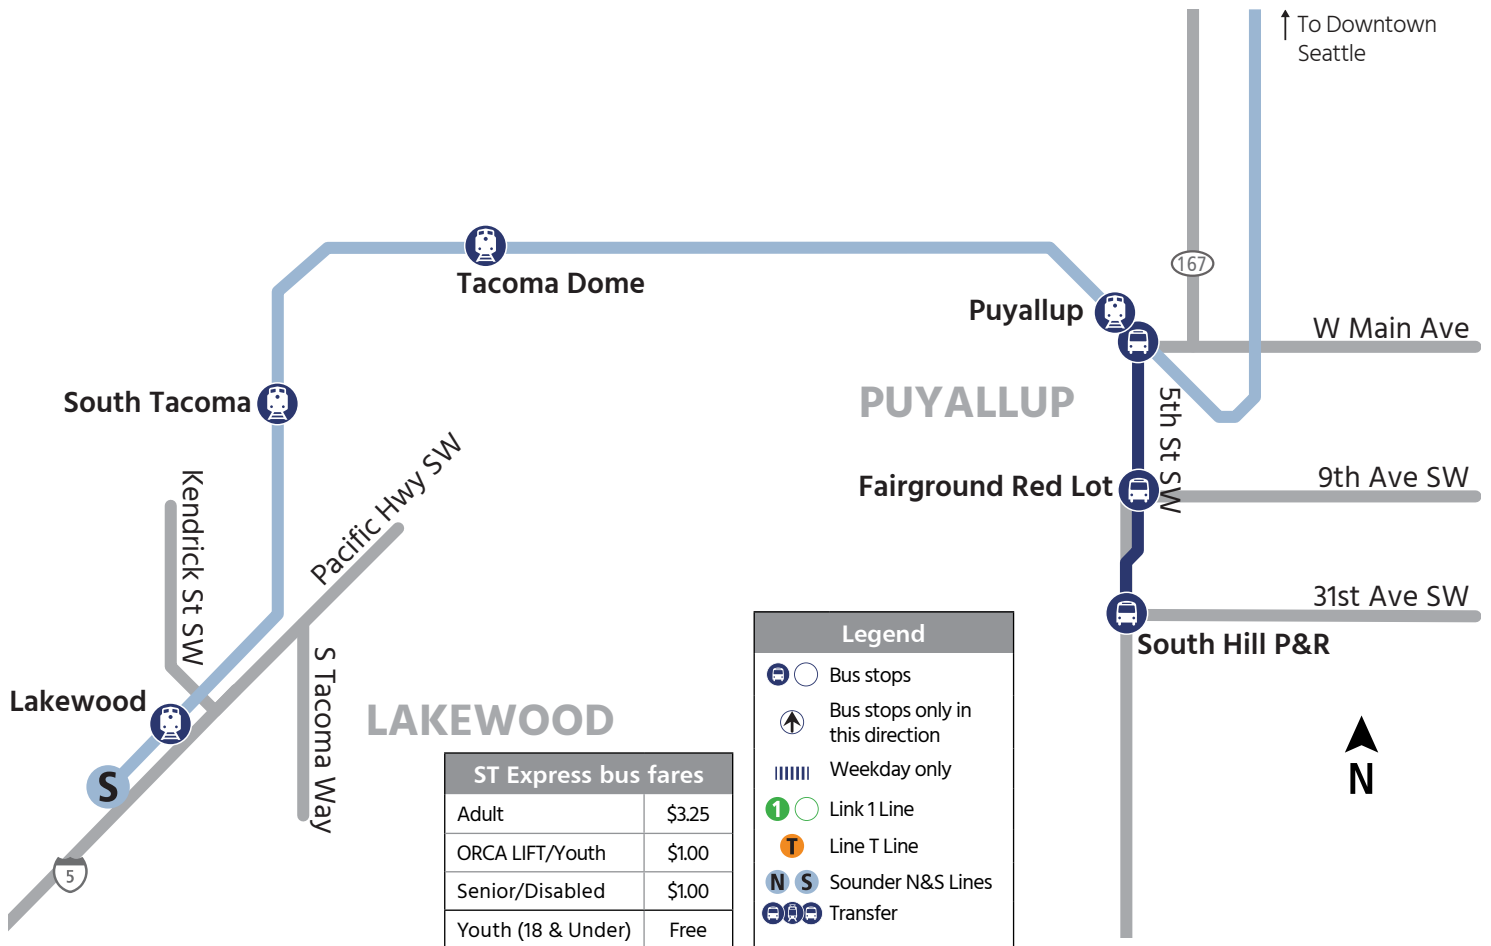 To Downtown
Seattle
167
Tacoma Dome
Puyallup
W Main Ave
South Tacoma
PUYALLUP
5th St SW
Kendrick St SW
Pacific Hwy SW
Fairground Red Lot
9th Ave SW
31st Ave SW
South Hill P&R
Lakewood
S Tacoma Way
LAKEWOOD
S
5
N
ST Express bus fares
Adult $3.25
ORCA LIFT/Youth $1.00
Senior/Disabled $1.00
Youth (18 & Under) Free
Legend
Bus stops
Bus stops only in
this direction
Weekday only
1 Link 1 Line
T Line T Line
N S Sounder N&S Lines
Transfer